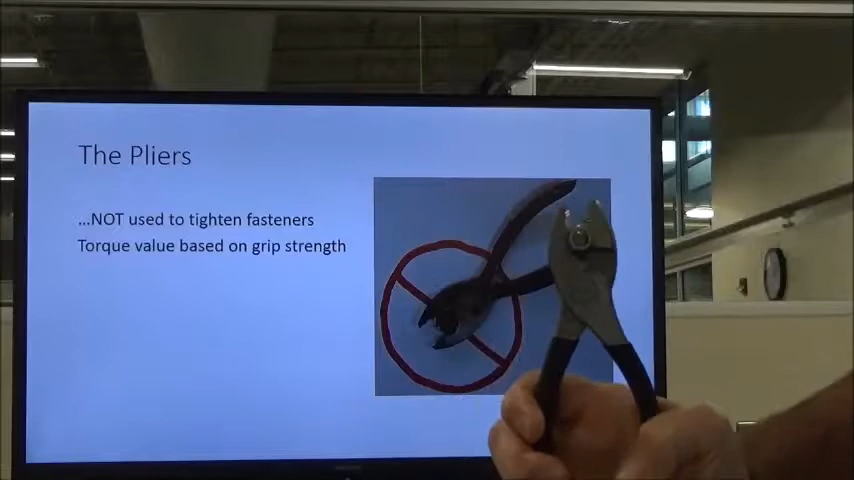 The Pliers
...NOT used to tighten fasteners
Torque value based on grip strength